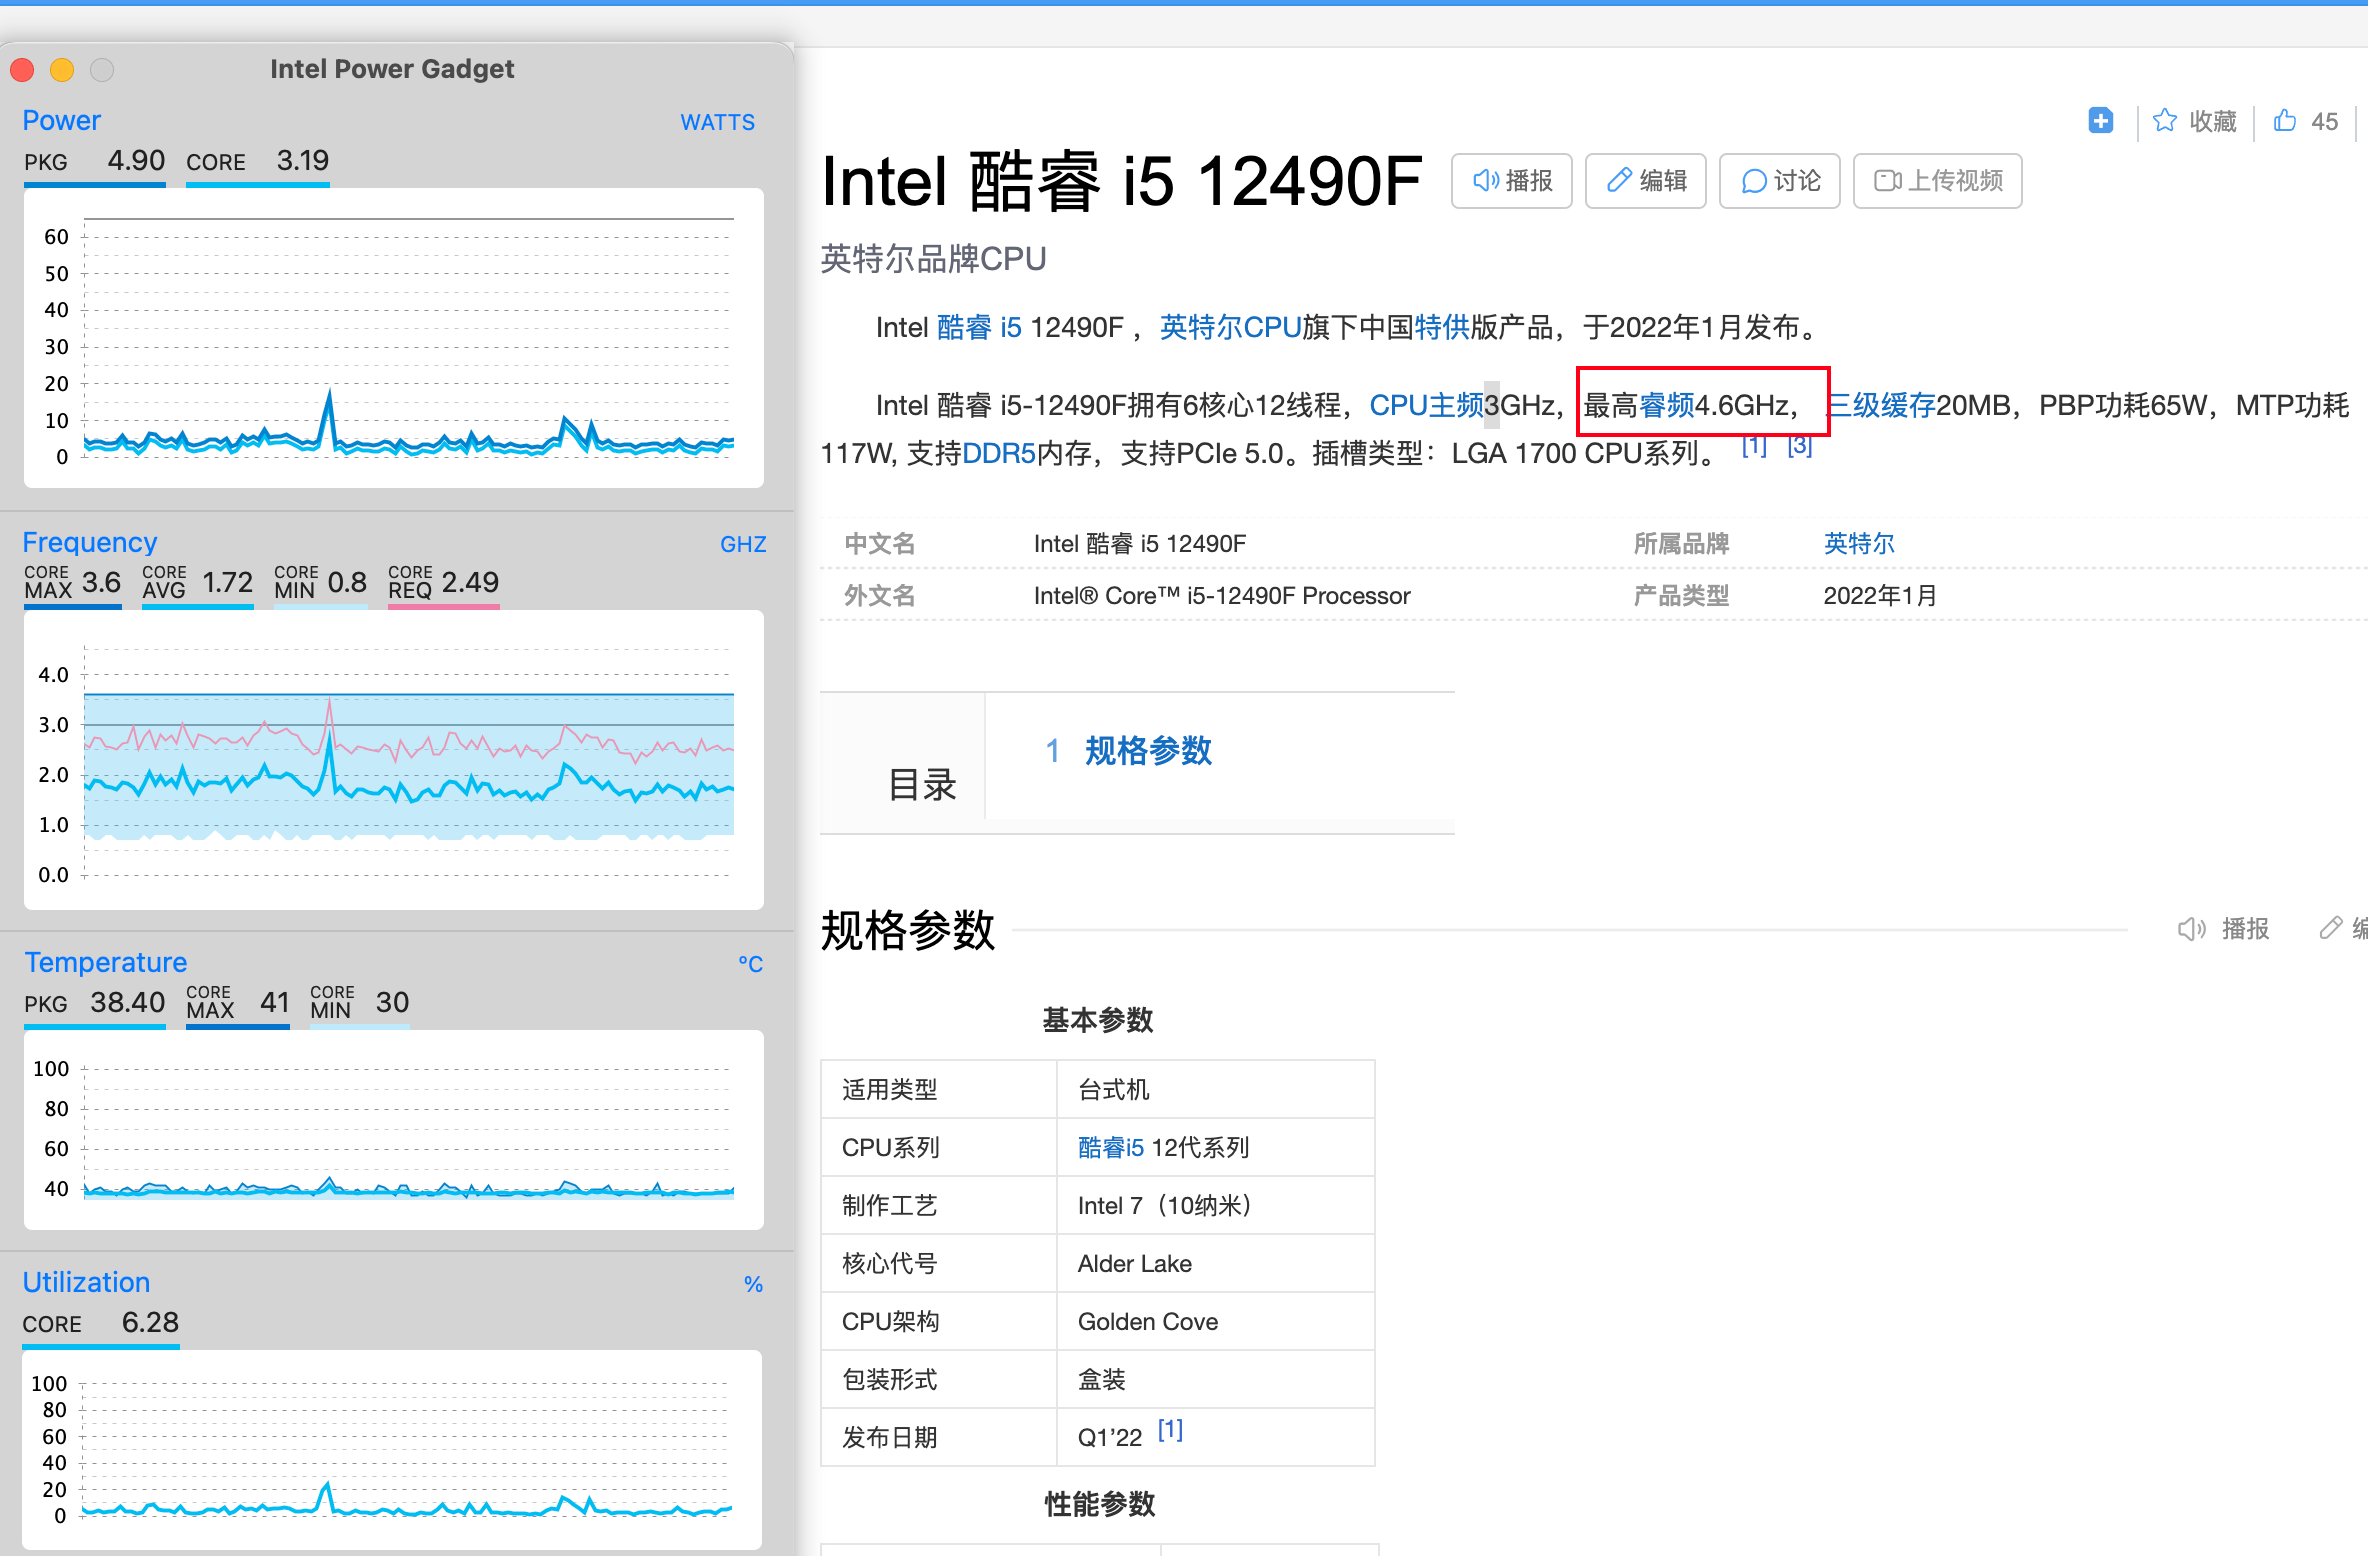 Intel Power Gadget
Power
WATTS
PKG 4.90 CORE 3.19
60
50
40
30
20
10
0
Frequency
GHZ
CORE MAX 3.6 CORE AVG 1.72 CORE MIN 0.8 CORE REQ 2.49
4.0
3.0
2.0
1.0
0.0
Temperature
°C
PKG 38.40 CORE MAX 41 CORE MIN 30
100
80
60
40
Utilization
%
CORE 6.28
100
80
60
40
20
0
收藏 45
Intel 酷睿 i5 12490F 播报 编辑 讨论 上传视频
英特尔品牌CPU
Intel 酷睿 i5 12490F ，英特尔CPU旗下中国特供版产品，于2022年1月发布。
Intel 酷睿 i5-12490F拥有6核心12线程，CPU主频3GHz，最高睿频4.6GHz，三级缓存20MB，PBP功耗65W，MTP功耗
117W, 支持DDR5内存，支持PCIe 5.0。插槽类型：LGA 1700 CPU系列。 [1] [3]
中文名 Intel 酷睿 i5 12490F 所属品牌 英特尔
外文名 Intel® Core™ i5-12490F Processor 产品类型 2022年1月
目录
1 规格参数
规格参数 播报 编
基本参数
适用类型 台式机
CPU系列 酷睿i5 12代系列
制作工艺 Intel 7（10纳米）
核心代号 Alder Lake
CPU架构 Golden Cove
包装形式 盒装
发布日期 Q1’22 [1]
性能参数